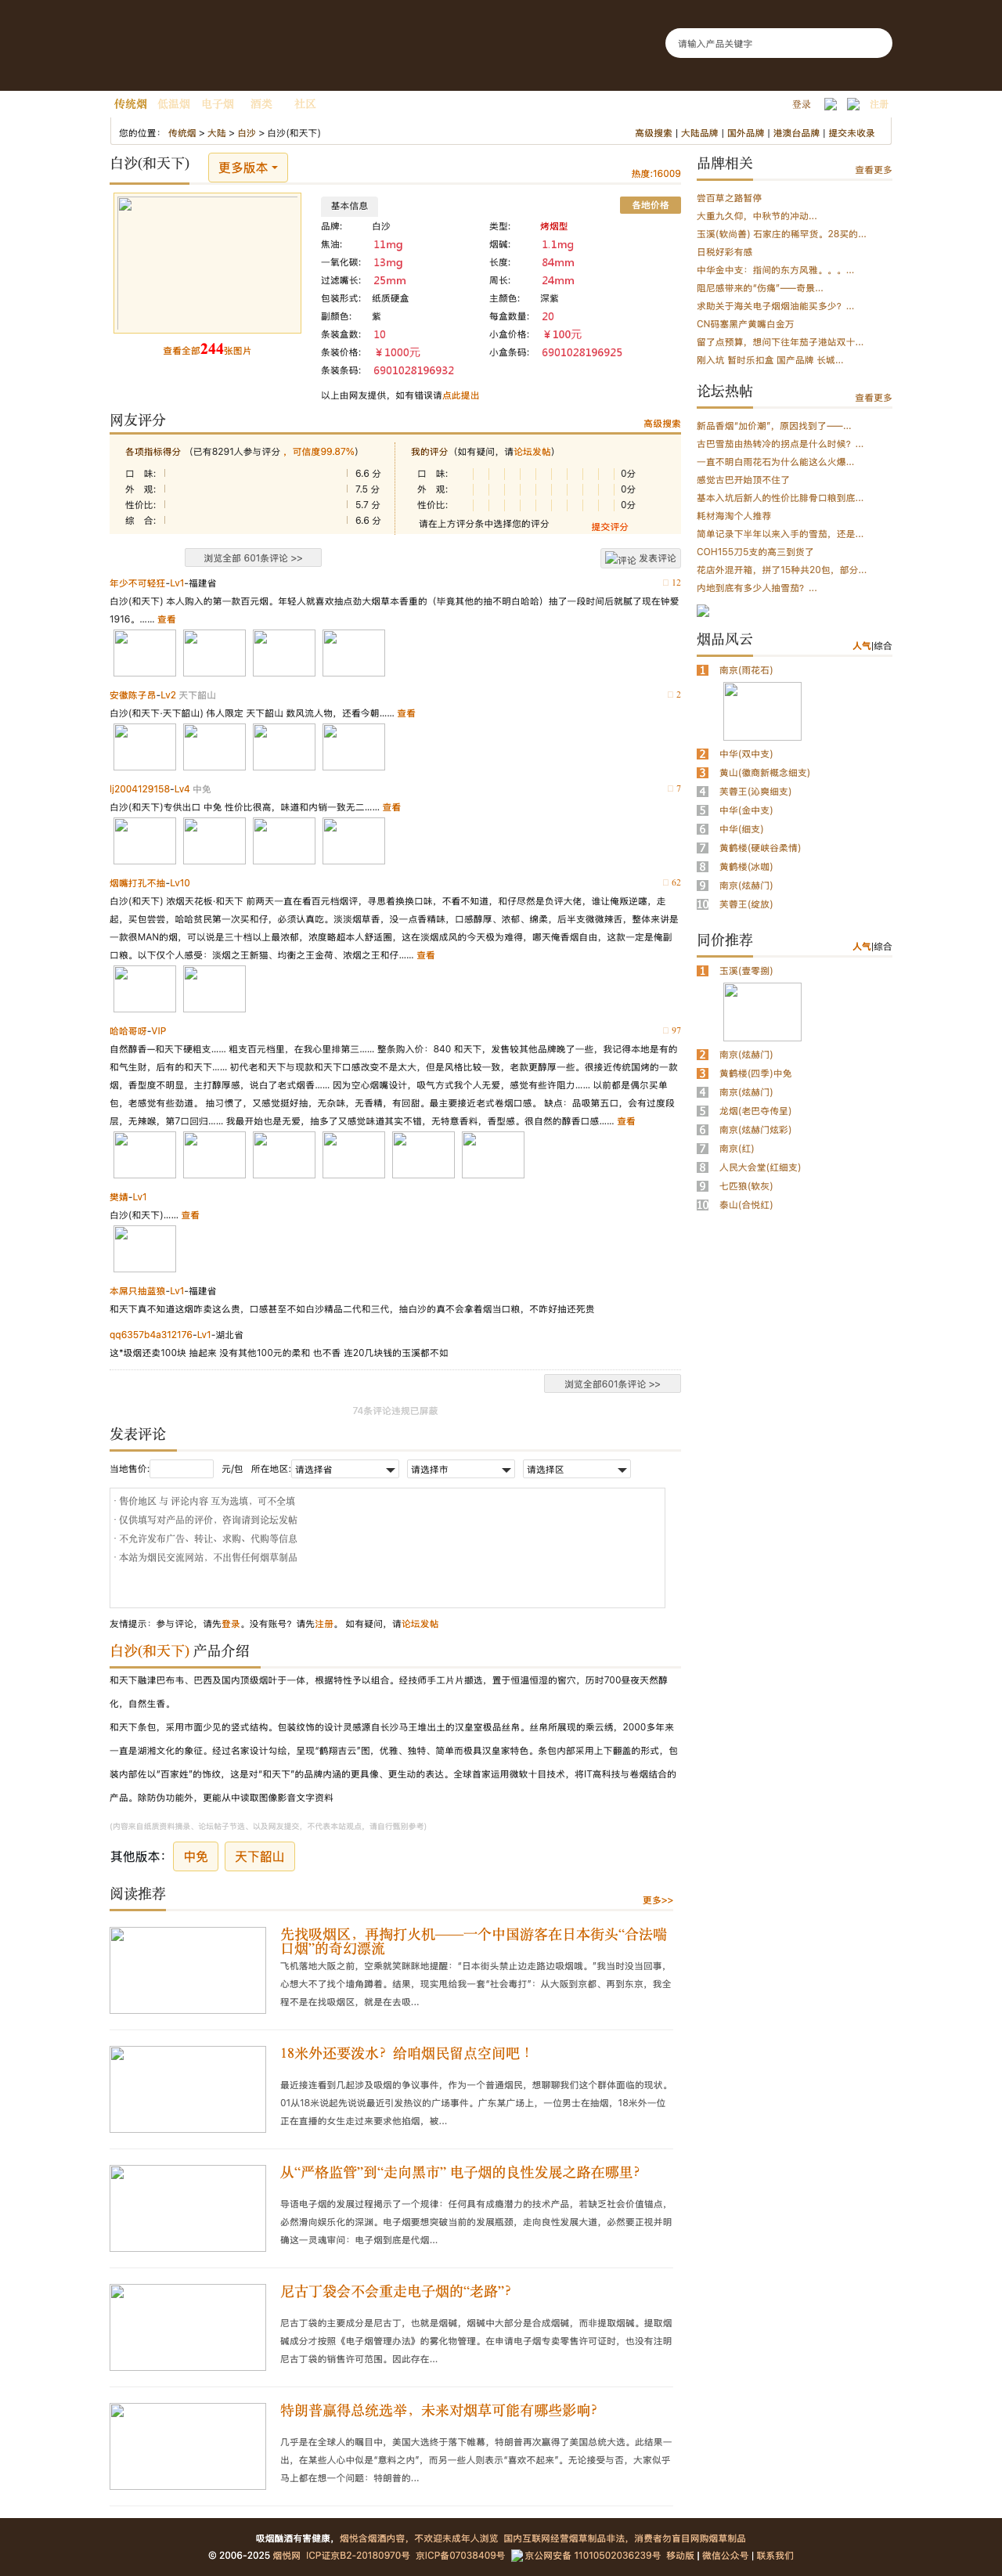 请输入产品关键字
传统烟 低温烟 电子烟 酒类 社区
登录 注册
您的位置： 传统烟 > 大陆 > 白沙 > 白沙(和天下)
高级搜索 | 大陆品牌 | 国外品牌 | 港澳台品牌 | 提交未收录
白沙(和天下)
更多版本
热度:16009
查看全部244张图片
基本信息
各地价格
品牌: 白沙 类型: 烤烟型
焦油: 11mg 烟碱: 1.1mg
一氧化碳: 13mg 长度: 84mm
过滤嘴长: 25mm 周长: 24mm
包装形式: 纸质硬盒 主颜色: 深紫
副颜色: 紫 每盒数量: 20
条装盒数: 10 小盒价格: ￥100元
条装价格: ￥1000元 小盒条码: 6901028196925
条装条码: 6901028196932
以上由网友提供，如有错误请点此提出
网友评分
高级搜索
各项指标得分 （已有8291人参与评分 ，可信度99.87%）
口 味: 6.6 分
外 观: 7.5 分
性价比: 5.7 分
综 合: 6.6 分
我的评分（如有疑问，请论坛发帖）
口 味: 0分
外 观: 0分
性价比: 0分
请在上方评分条中选择您的评分 提交评分
浏览全部 601条评论 >>
评论 发表评论
年少不可轻狂-Lv1-福建省 12
白沙(和天下) 本人购入的第一款百元烟。年轻人就喜欢抽点劲大烟草本香重的（毕竟其他的抽不明白哈哈）抽了一段时间后就腻了现在钟爱
1916。...... 查看
安徽陈子昂-Lv2 天下韶山 2
白沙(和天下·天下韶山) 伟人限定 天下韶山 数风流人物，还看今朝...... 查看
lj2004129158-Lv4 中免 7
白沙(和天下)专供出口 中免 性价比很高，味道和内销一致无二...... 查看
烟嘴打孔不抽-Lv10 62
白沙(和天下) 浓烟天花板·和天下 前两天一直在看百元档烟评，寻思着换换口味，不看不知道，和仔尽然是负评大佬，谁让俺叛逆嚓，走
起，买包尝尝，哈哈贫民第一次买和仔，必须认真吃。淡淡烟草香，没一点香精味，口感醇厚、浓郁、绵柔，后半支微微辣舌，整体来讲是
一款很MAN的烟，可以说是三十档以上最浓郁，浓度略超本人舒适圈，这在淡烟成风的今天极为难得，哪天俺香烟自由，这款一定是俺副
口粮。以下仅个人感受：淡烟之王新猫、均衡之王金荷、浓烟之王和仔...... 查看
哈哈哥呀-VIP 97
自然醇香—和天下硬粗支...... 粗支百元档里，在我心里排第三...... 整条购入价：840 和天下，发售较其他品牌晚了一些，我记得本地是有的
和气生财，后有的和天下...... 初代老和天下与现款和天下口感改变不是太大，但是风格比较一致，老款更醇厚一些。很接近传统国烤的一款
烟，香型度不明显，主打醇厚感，说白了老式烟香...... 因为空心烟嘴设计，吸气方式我个人无爱，感觉有些许阻力...... 以前都是偶尔买单
包，老感觉有些劲道。 抽习惯了，又感觉挺好抽，无杂味，无香精，有回甜。最主要接近老式卷烟口感。 缺点：品吸第五口，会有过度段
层，无辣喉，第7口回归...... 我最开始也是无爱，抽多了又感觉味道其实不错，无特意香料，香型感。很自然的醇香口感...... 查看
樊婧-Lv1
白沙(和天下)...... 查看
本屌只抽蓝狼-Lv1-福建省
和天下真不知道这烟咋卖这么贵，口感甚至不如白沙精品二代和三代，抽白沙的真不会拿着烟当口粮，不咋好抽还死贵
qq6357b4a312176-Lv1-湖北省
这*圾烟还卖100块 抽起来 没有其他100元的柔和 也不香 连20几块钱的玉溪都不如
浏览全部601条评论 >>
74条评论违规已屏蔽
发表评论
当地售价: 元/包 所在地区: 请选择省 请选择市 请选择区
· 售价地区 与 评论内容 互为选填，可不全填
· 仅供填写对产品的评价，咨询请到论坛发帖
· 不允许发布广告、转让、求购、代购等信息
· 本站为烟民交流网站，不出售任何烟草制品
友情提示：参与评论，请先登录。没有账号？请先注册。 如有疑问，请论坛发帖
白沙(和天下) 产品介绍
和天下融津巴布韦、巴西及国内顶级烟叶于一体，根据特性予以组合。经技师手工片片撷选，置于恒温恒湿的窖穴，历时700昼夜天然醇
化，自然生香。
和天下条包，采用市面少见的竖式结构。包装纹饰的设计灵感源自长沙马王堆出土的汉皇室极品丝帛。丝帛所展现的乘云绣，2000多年来
一直是湖湘文化的象征。经过名家设计勾绘，呈现“鹤翔吉云”图，优雅、独特、简单而极具汉皇家特色。条包内部采用上下翻盖的形式，包
装内部佐以“百家姓”的饰纹，这是对“和天下”的品牌内涵的更具像、更生动的表达。全球首家运用微软十目技术，将IT高科技与卷烟结合的
产品。除防伪功能外，更能从中读取图像影音文字资料
(内容来自纸质资料摘录、论坛帖子节选，以及网友提交，不代表本站观点，请自行甄别参考)
其他版本： 中免 天下韶山
阅读推荐
更多>>
先找吸烟区，再掏打火机——一个中国游客在日本街头“合法喘
口烟”的奇幻漂流
飞机落地大阪之前，空乘就笑眯眯地提醒：“日本街头禁止边走路边吸烟哦。”我当时没当回事，
心想大不了找个墙角蹲着。结果，现实甩给我一套“社会毒打”：从大阪到京都、再到东京，我全
程不是在找吸烟区，就是在去吸...
18米外还要泼水？给咱烟民留点空间吧！
最近接连看到几起涉及吸烟的争议事件，作为一个普通烟民，想聊聊我们这个群体面临的现状。
01从18米说起先说说最近引发热议的广场事件。广东某广场上，一位男士在抽烟，18米外一位
正在直播的女生走过来要求他掐烟，被...
从“严格监管”到“走向黑市” 电子烟的良性发展之路在哪里?
导语电子烟的发展过程揭示了一个规律：任何具有成瘾潜力的技术产品，若缺乏社会价值锚点，
必然滑向娱乐化的深渊。电子烟要想突破当前的发展瓶颈，走向良性发展大道，必然要正视并明
确这一灵魂审问：电子烟到底是代烟...
尼古丁袋会不会重走电子烟的“老路”?
尼古丁袋的主要成分是尼古丁，也就是烟碱，烟碱中大部分是合成烟碱，而非提取烟碱。提取烟
碱成分才按照《电子烟管理办法》的雾化物管理。在申请电子烟专卖零售许可证时，也没有注明
尼古丁袋的销售许可范围。因此存在...
特朗普赢得总统选举，未来对烟草可能有哪些影响?
几乎是在全球人的瞩目中，美国大选终于落下帷幕，特朗普再次赢得了美国总统大选。此结果一
出，在某些人心中似是“意料之内”，而另一些人则表示“喜欢不起来”。无论接受与否，大家似乎
马上都在想一个问题：特朗普的...
品牌相关
查看更多
尝百草之路暂停
大重九久仰，中秋节的冲动...
玉溪(软尚善) 石家庄的稀罕货。28买的...
日税好彩有感
中华金中支：指间的东方风雅。。。...
阻尼感带来的“伤痛”——奇景...
求助关于海关电子烟烟油能买多少？...
CN码塞黑产黄嘴白金万
留了点预算，想问下往年茄子港站双十...
刚入坑 暂时乐扣盒 国产品牌 长城...
论坛热帖
查看更多
新品香烟“加价潮”，原因找到了——...
古巴雪茄由热转冷的拐点是什么时候？...
一直不明白雨花石为什么能这么火爆...
感觉古巴开始顶不住了
基本入坑后新人的性价比腓骨口粮到底...
耗材海淘个人推荐
简单记录下半年以来入手的雪茄，还是...
COH155刀5支的高三到货了
花店外混开箱，拼了15种共20包，部分...
内地到底有多少人抽雪茄？...
烟品风云
人气|综合
1 南京(雨花石)
2 中华(双中支)
3 黄山(徽商新概念细支)
4 芙蓉王(沁爽细支)
5 中华(金中支)
6 中华(细支)
7 黄鹤楼(硬峡谷柔情)
8 黄鹤楼(冰咖)
9 南京(炫赫门)
10 芙蓉王(绽放)
同价推荐
人气|综合
1 玉溪(壹零捌)
2 南京(炫赫门)
3 黄鹤楼(四季)中免
4 南京(炫赫门)
5 龙烟(老巴夺传呈)
6 南京(炫赫门炫彩)
7 南京(红)
8 人民大会堂(红细支)
9 七匹狼(软灰)
10 泰山(合悦红)
吸烟酗酒有害健康，烟悦含烟酒内容，不欢迎未成年人浏览 国内互联网经营烟草制品非法，消费者勿盲目网购烟草制品
© 2006-2025 烟悦网 ICP证京B2-20180970号 京ICP备07038409号 京公网安备 11010502036239号 移动版 | 微信公众号 | 联系我们